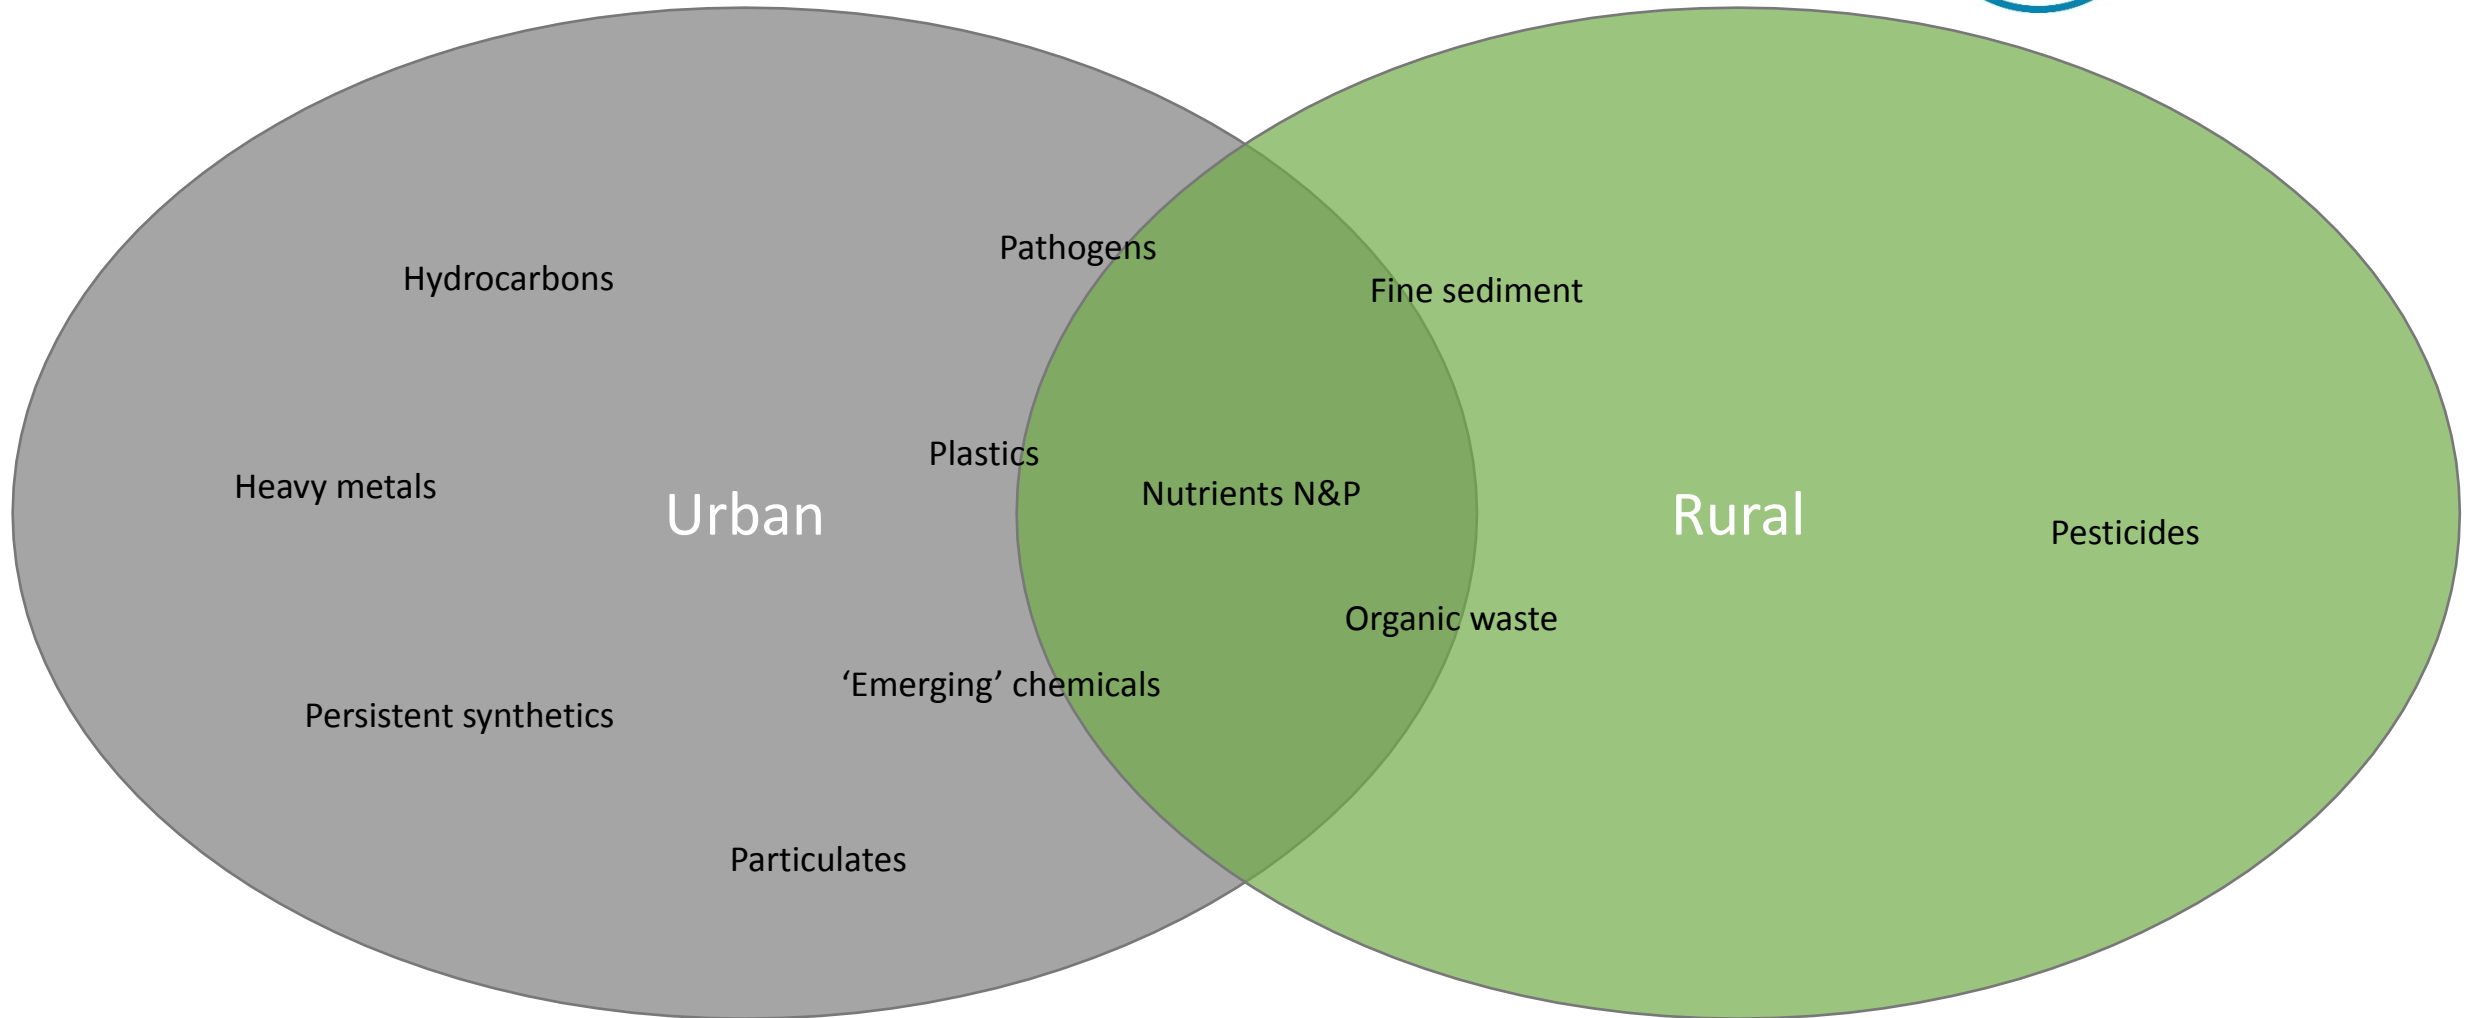 Pathogens
Hydrocarbons
Fine sediment
Plastics
Heavy metals
Nutrients N&P
Urban
Rural
Pesticides
Organic waste
‘Emerging’ chemicals
Persistent synthetics
Particulates